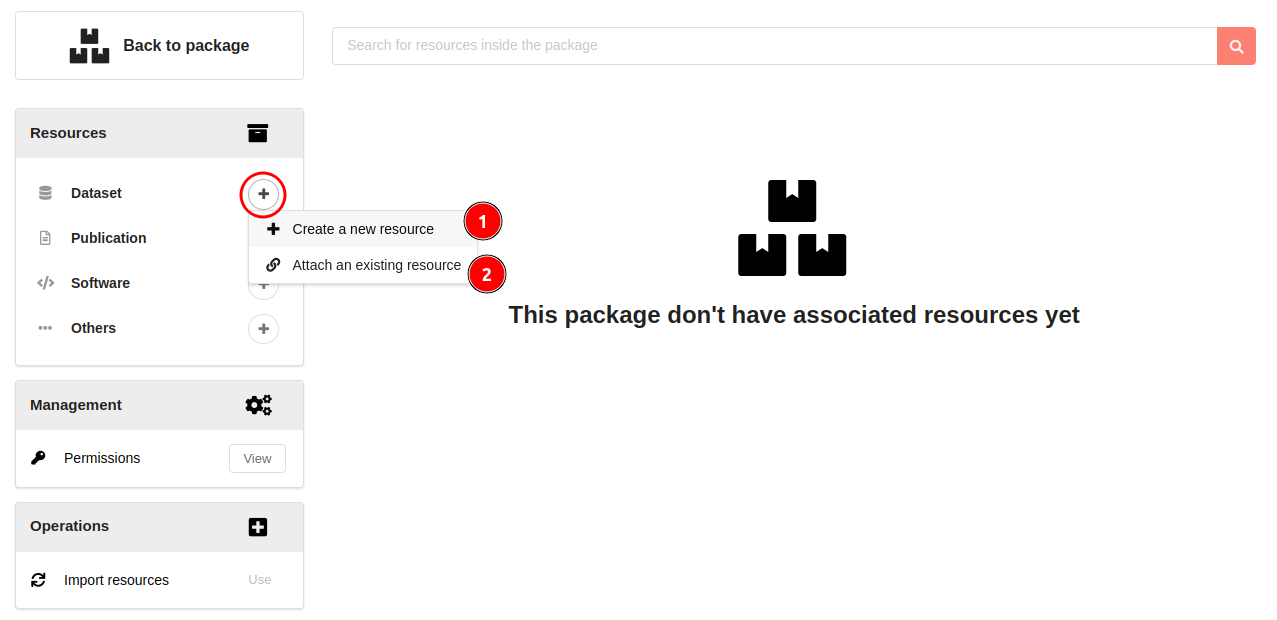 Back to package
Search for resources inside the package
Resources
Dataset
Create a new resource
1
Publication
Attach an existing resource
2
Software
Others
This package don't have associated resources yet
Management
Permissions
View
Operations
Import resources
Use